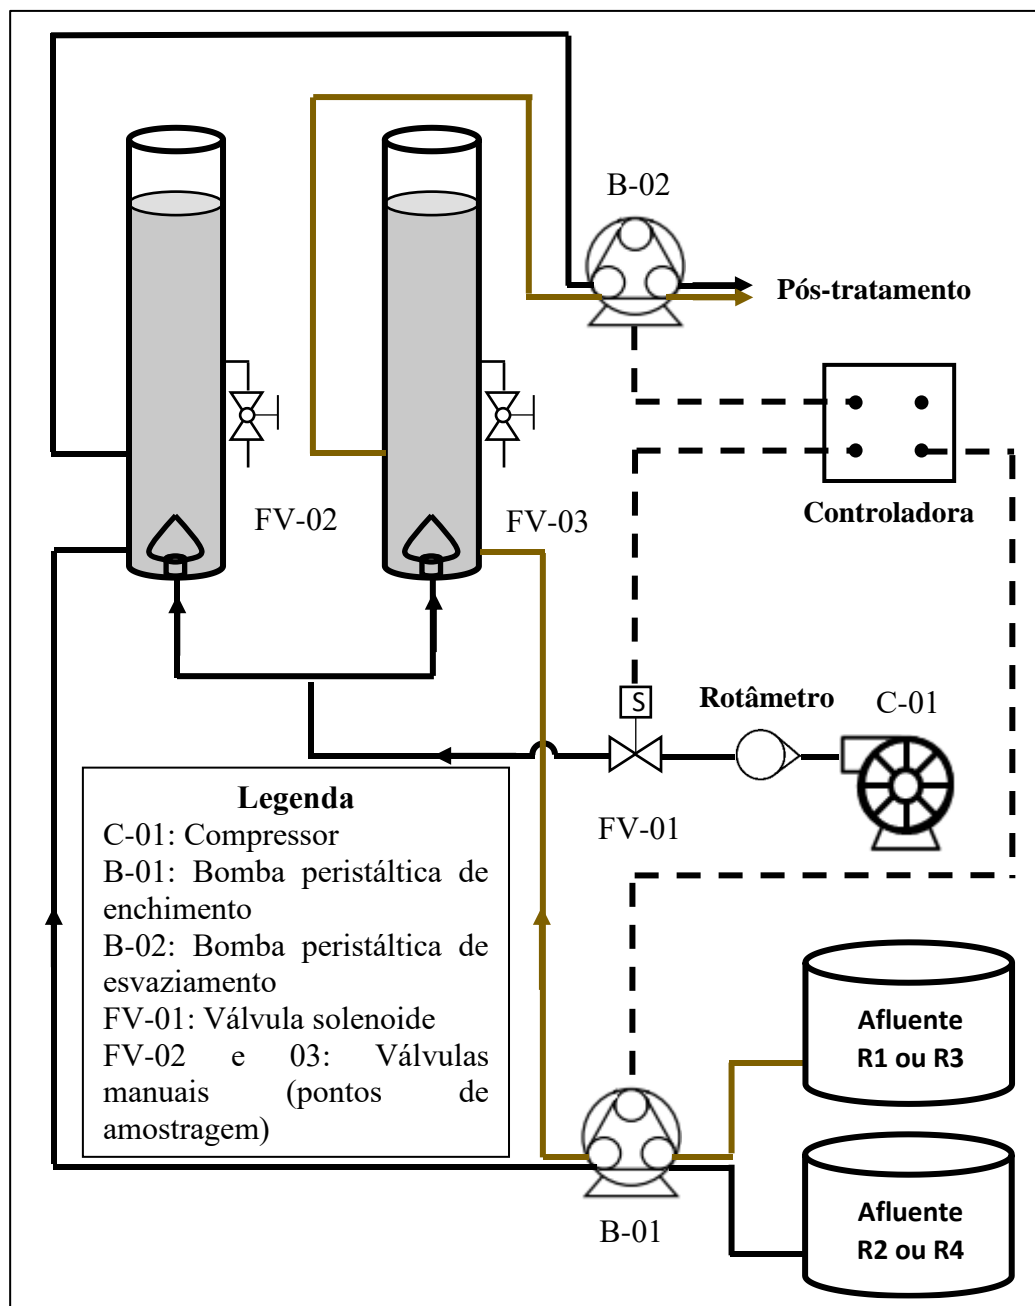 B-02
Pós-tratamento
FV-02
FV-03
Controladora
S
Rotâmetro
C-01
FV-01
Legenda
C-01: Compressor
B-01: Bomba peristáltica de
enchimento
B-02: Bomba peristáltica de
esvaziamento
FV-01: Válvula solenoide
FV-02 e 03: Válvulas
manuais (pontos de
amostragem)
Afluente
R1 ou R3
B-01
Afluente
R2 ou R4